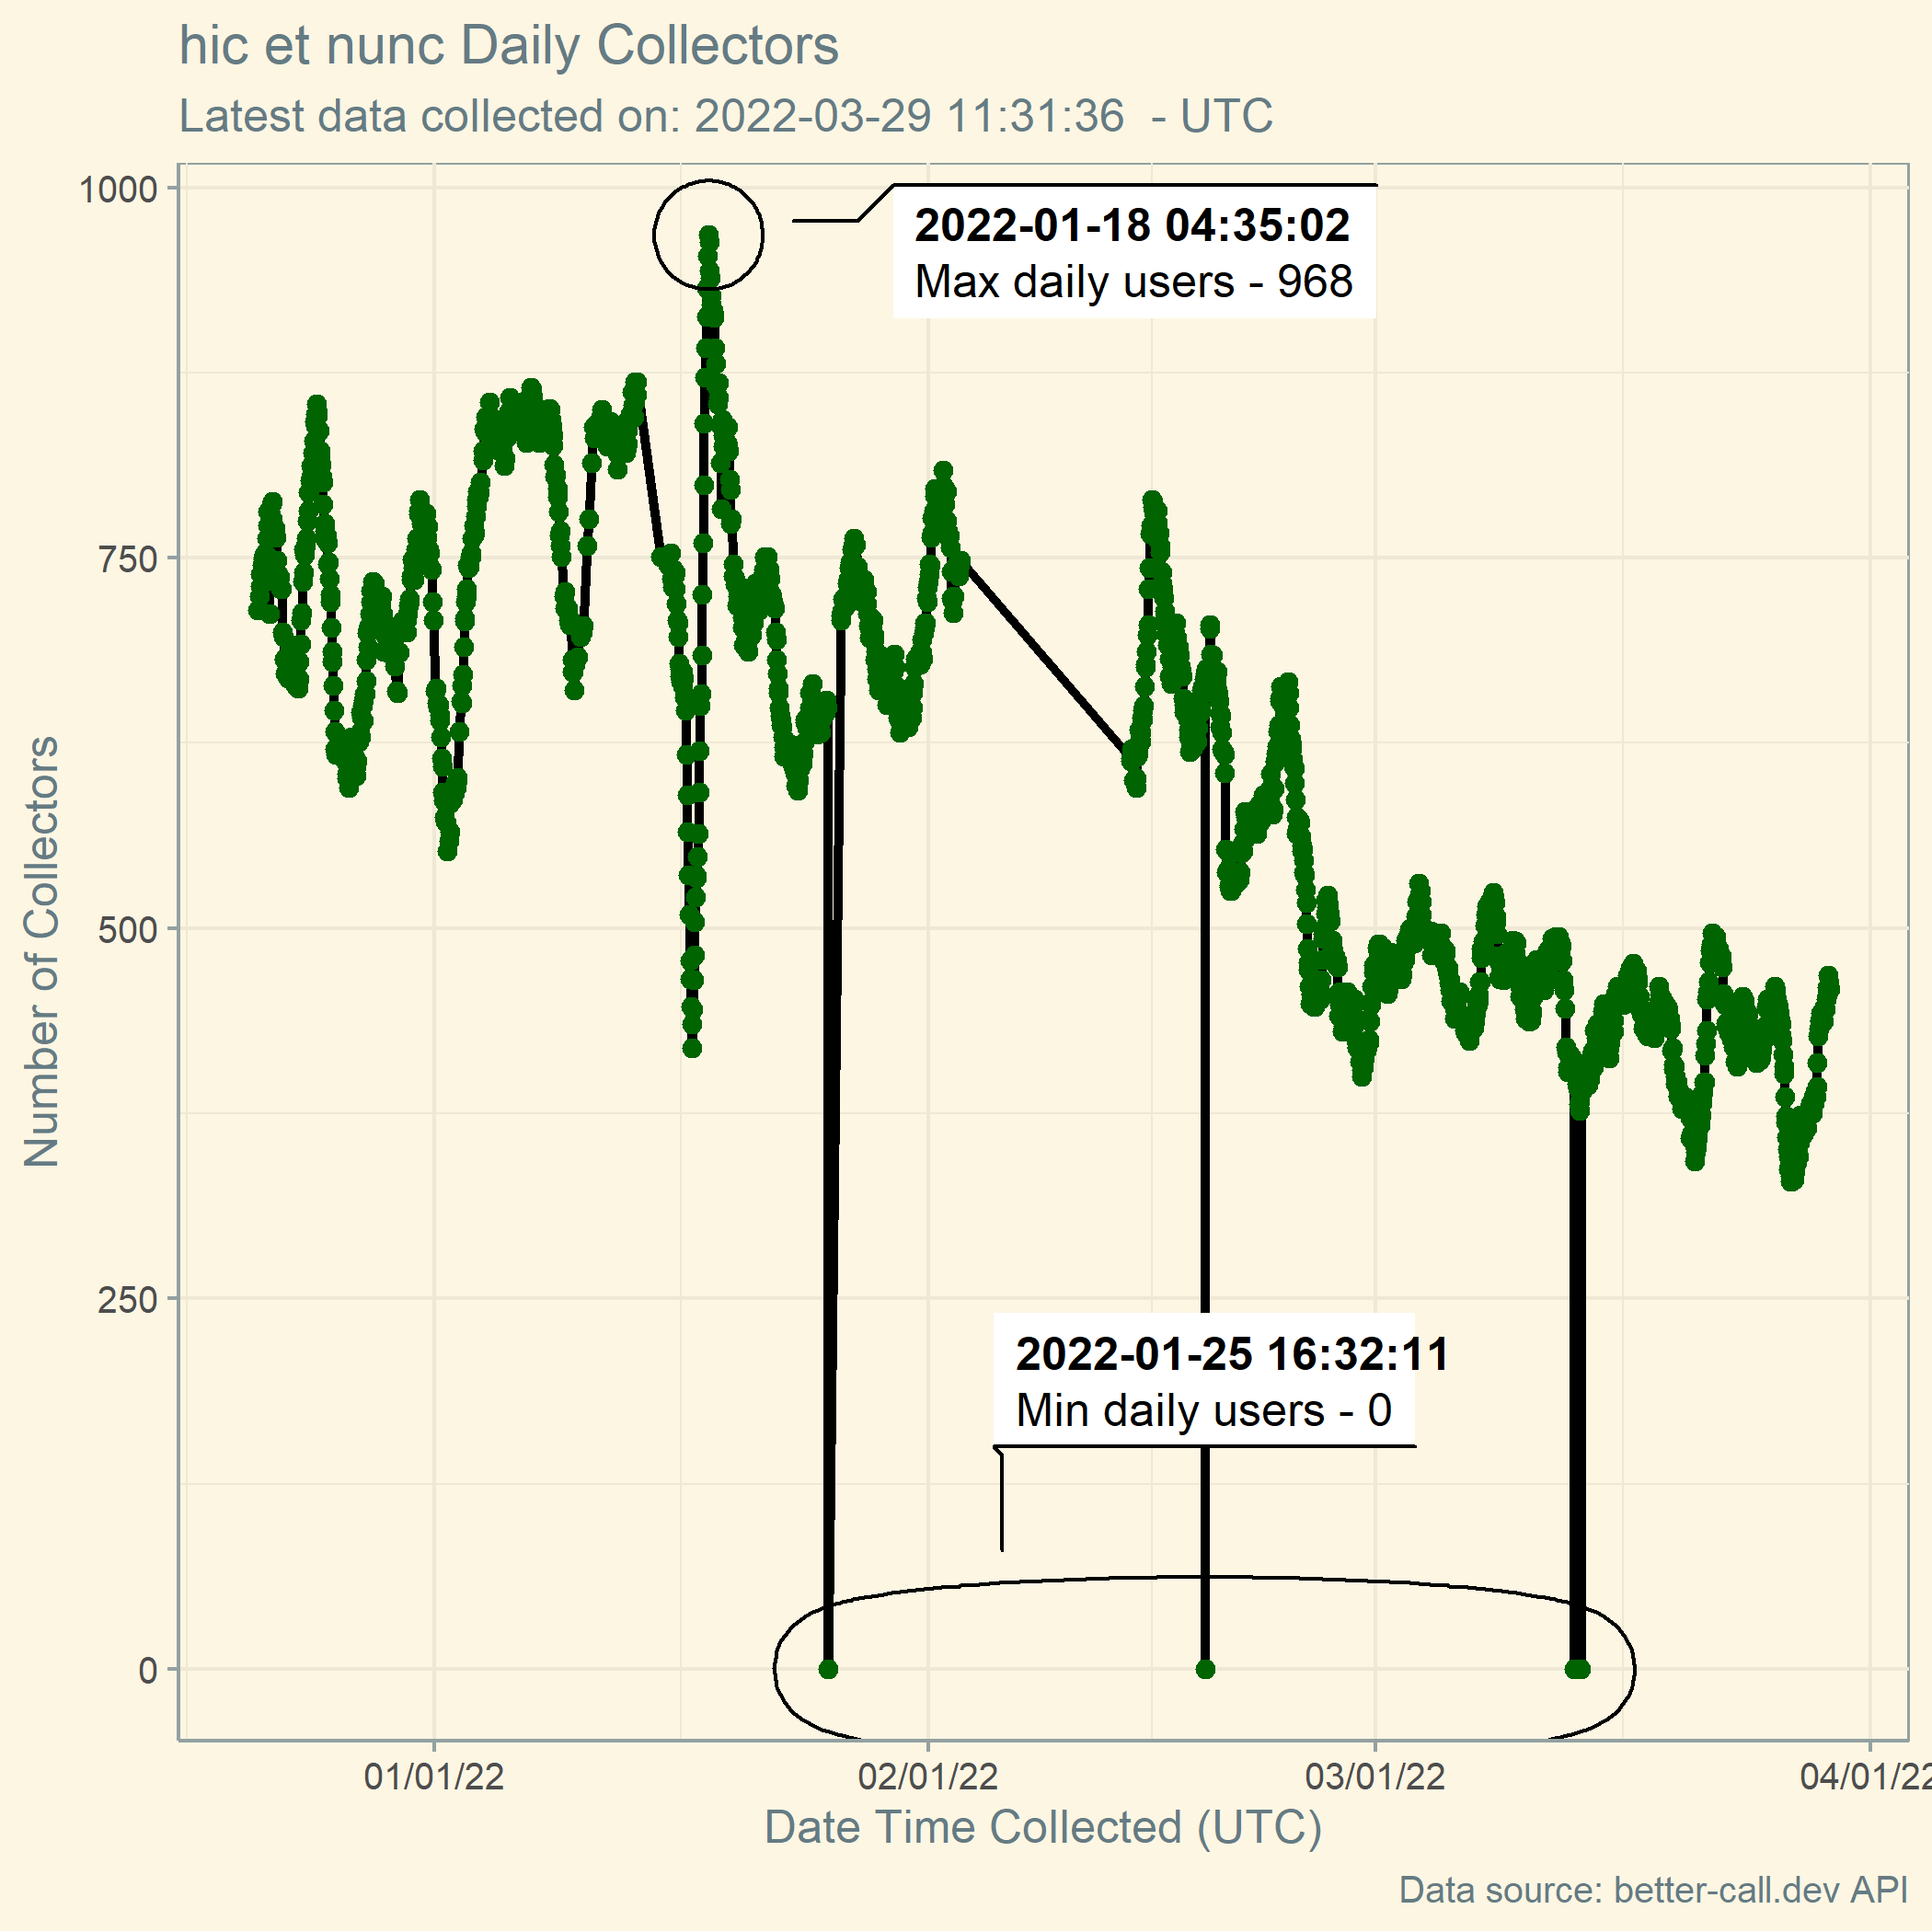 hic et nunc Daily Collectors
Latest data collected on: 2022-03-29 11:31:36  - UTC
1000
2022-01-18 04:35:02
Max daily users - 968
750
Number of Collectors
500
250
2022-01-25 16:32:11
Min daily users - 0
0
01/01/22 02/01/22 03/01/22 04/01/22
Date Time Collected (UTC)
Data source: better-call.dev API